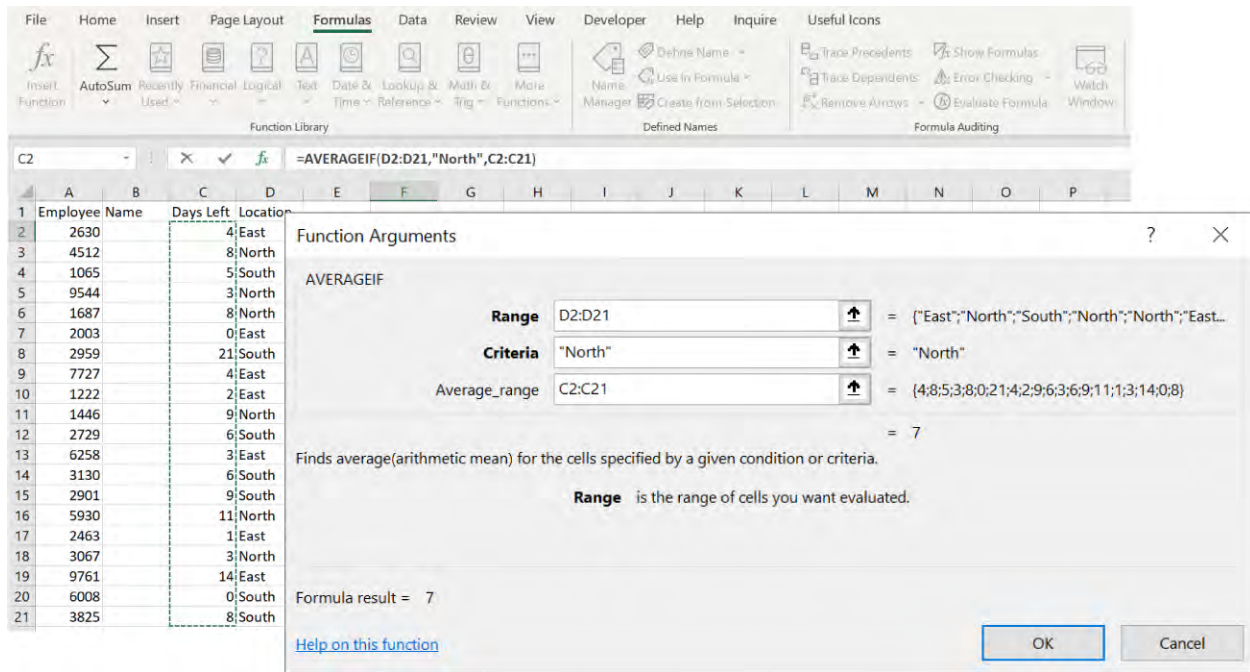 File Home Insert Page Layout Formulas Data Review View Developer Help Inquire Useful Icons
fx Insert Function
AutoSum
Recently Used
Financial
Logical
Text
Date & Time
Lookup & Reference
Math & Trig
More Functions
Function Library
Name Manager
Define Name
Use in Formula
Create from Selection
Defined Names
Trace Precedents
Trace Dependents
Remove Arrows
Show Formulas
Error Checking
Evaluate Formula
Watch Window
Formula Auditing
C2 fx =AVERAGEIF(D2:D21,"North",C2:C21)
A B C D E F G H I J K L M N O P
1 Employee Name Days Left Location
2 2630 4 East
3 4512 8 North
4 1065 5 South
5 9544 3 North
6 1687 8 North
7 2003 0 East
8 2959 21 South
9 7727 4 East
10 1222 2 East
11 1446 9 North
12 2729 6 South
13 6258 3 East
14 3130 6 South
15 2901 9 South
16 5930 11 North
17 2463 1 East
18 3067 3 North
19 9761 14 East
20 6008 0 South
21 3825 8 South
Function Arguments ?
AVERAGEIF
Range D2:D21 = {"East";"North";"South";"North";"North";"East...
Criteria "North" = "North"
Average_range C2:C21 = {4;8;5;3;8;0;21;4;2;9;6;3;6;9;11;1;3;14;0;8}
= 7
Finds average(arithmetic mean) for the cells specified by a given condition or criteria.
Range is the range of cells you want evaluated.
Formula result = 7
Help on this function
OK Cancel